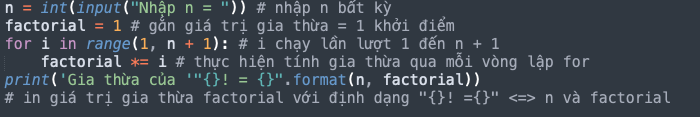 n = int(input("Nhập n = ")) # nhập n bất kỳ
factorial = 1 # gắn giá trị gia thừa = 1 khởi điểm
for i in range(1, n + 1): # i chạy lần lượt 1 đến n + 1
    factorial *= i # thực hiện tính gia thừa qua mỗi vòng lập for
print('Gia thừa của '"{}! = {}".format(n, factorial))
# in giá trị gia thừa factorial với định dạng "{}! ={}" <=> n và factorial